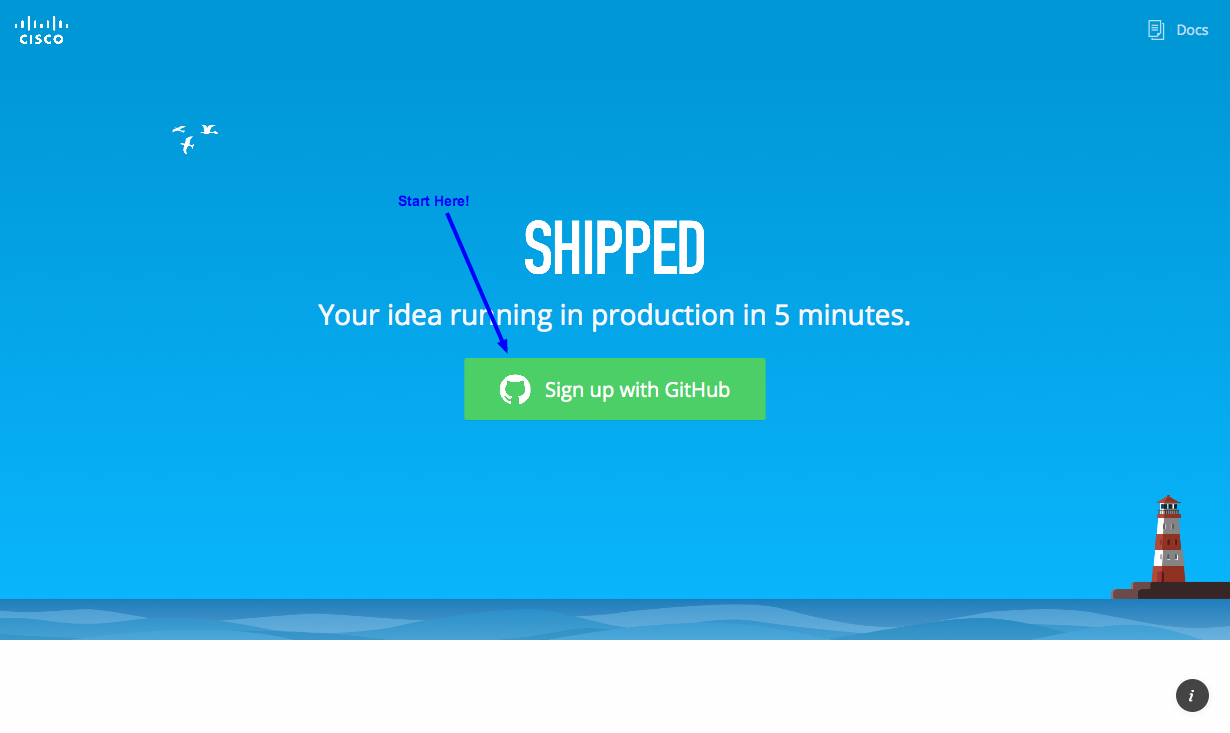 CISCO
Docs
Start Here!
SHIPPED
Your idea running in production in 5 minutes.
Sign up with GitHub
i